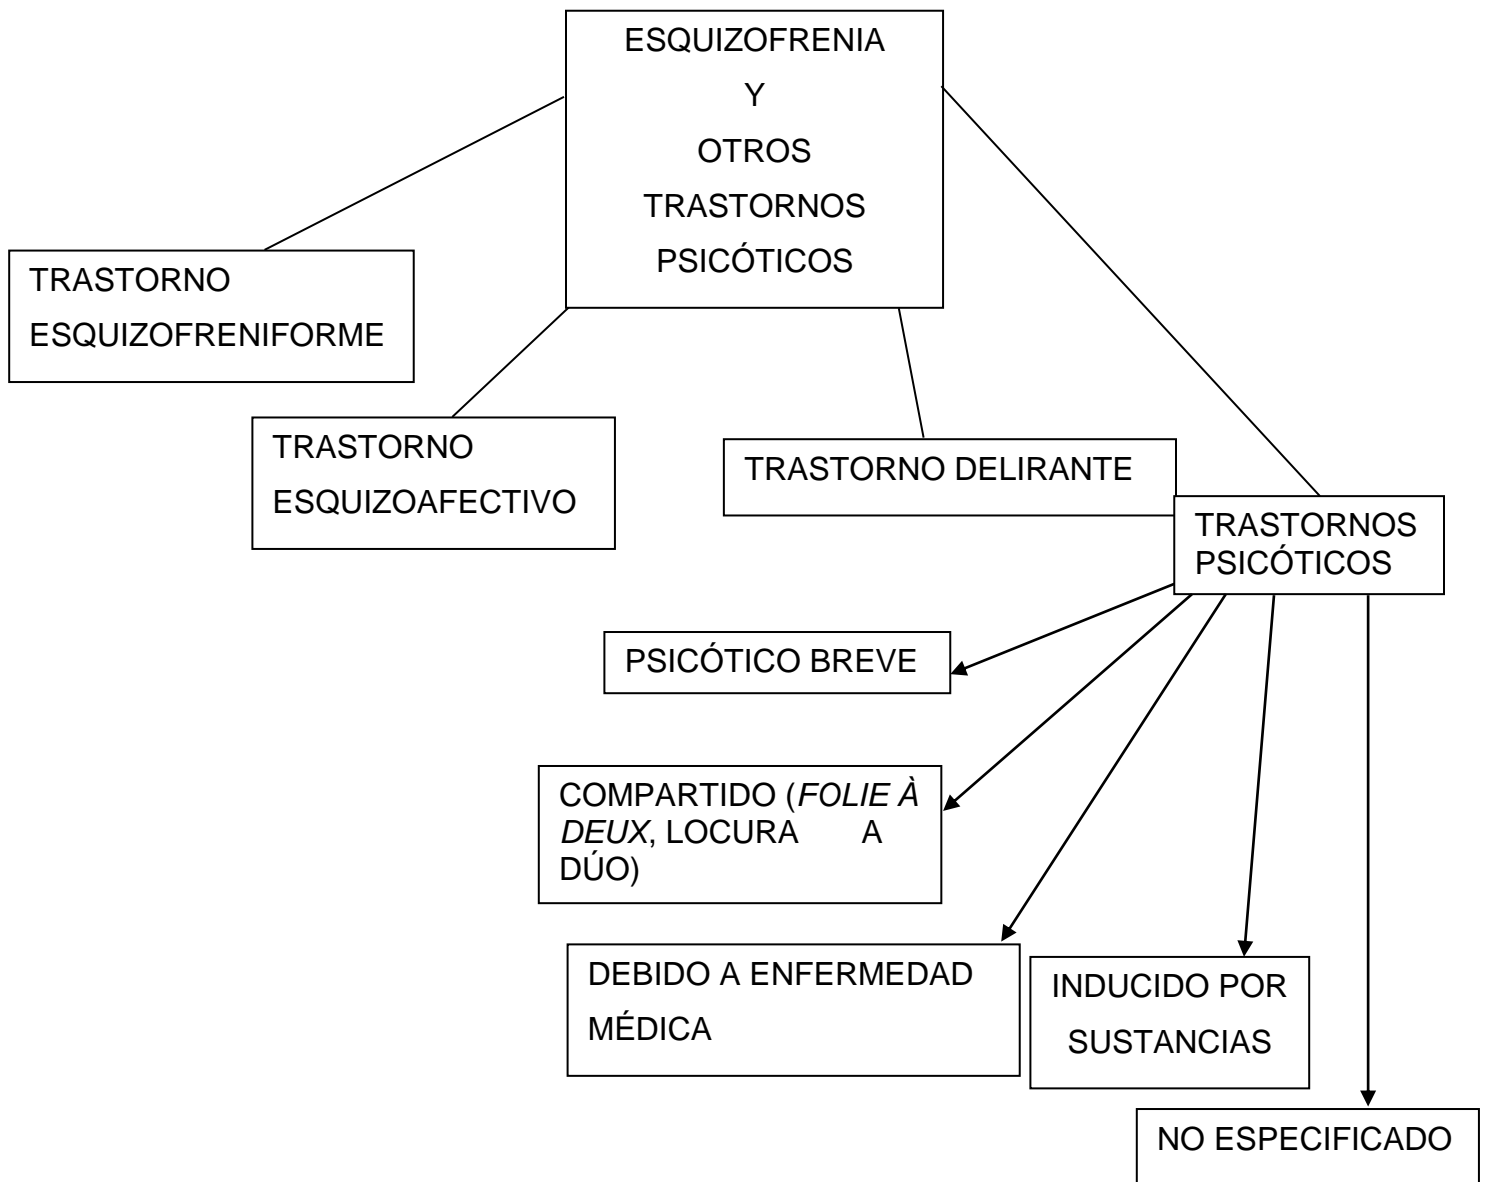 ESQUIZOFRENIA
Y
OTROS
TRASTORNOS
PSICÓTICOS
TRASTORNO
ESQUIZOFRENIFORME
TRASTORNO
ESQUIZOAFECTIVO
TRASTORNO DELIRANTE
TRASTORNOS
PSICÓTICOS
PSICÓTICO BREVE
COMPARTIDO (FOLIE À
DEUX, LOCURA A
DÚO)
DEBIDO A ENFERMEDAD
MÉDICA
INDUCIDO POR
SUSTANCIAS
NO ESPECIFICADO